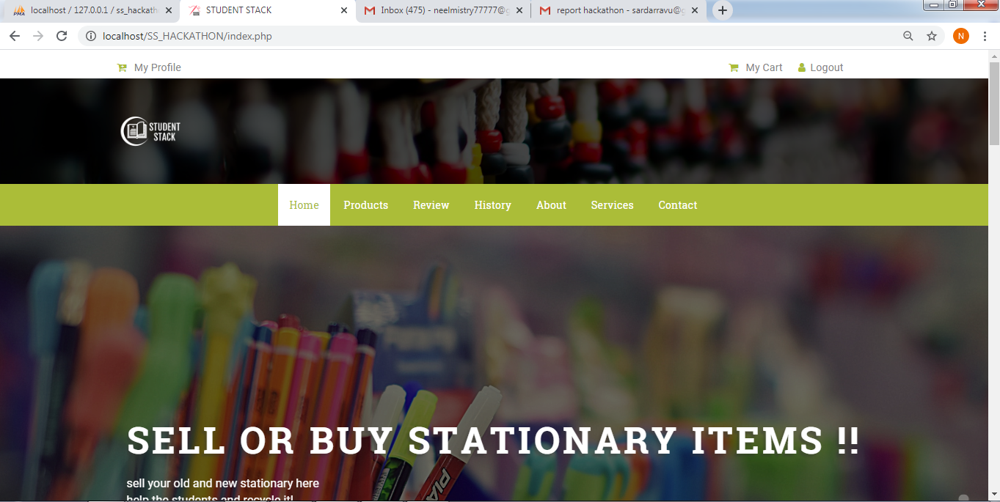 localhost / 127.0.0.1 / ss_hackath
STUDENT STACK
Inbox (475) - neelmistry77777@g
report hackathon - sardarravu@g
localhost/SS_HACKATHON/index.php
N
My Profile
My Cart
Logout
STUDENT
STACK
Home
Products
Review
History
About
Services
Contact
SELL OR BUY STATIONARY ITEMS !!
sell your old and new stationary here
help the students and recycle it!